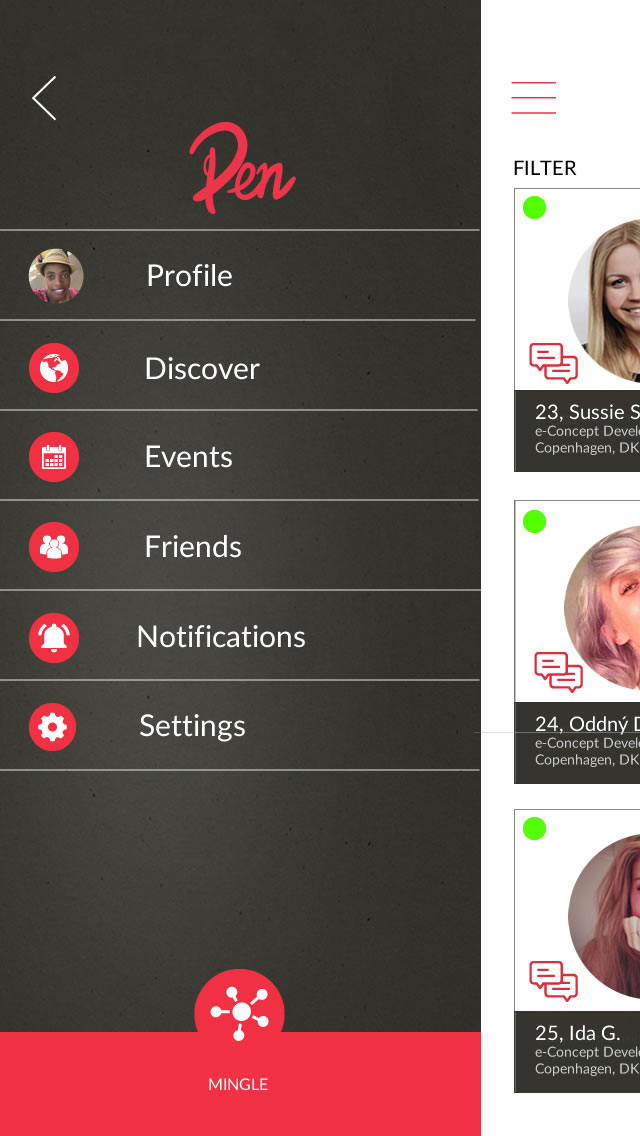 Pen
Profile
Discover
Events
Friends
Notifications
Settings
MINGLE
FILTER
23, Sussie S
e-Concept Devel
Copenhagen, DK
24, Oddný D
e-Concept Devel
Copenhagen, DK
25, Ida G.
e-Concept Devel
Copenhagen, DK